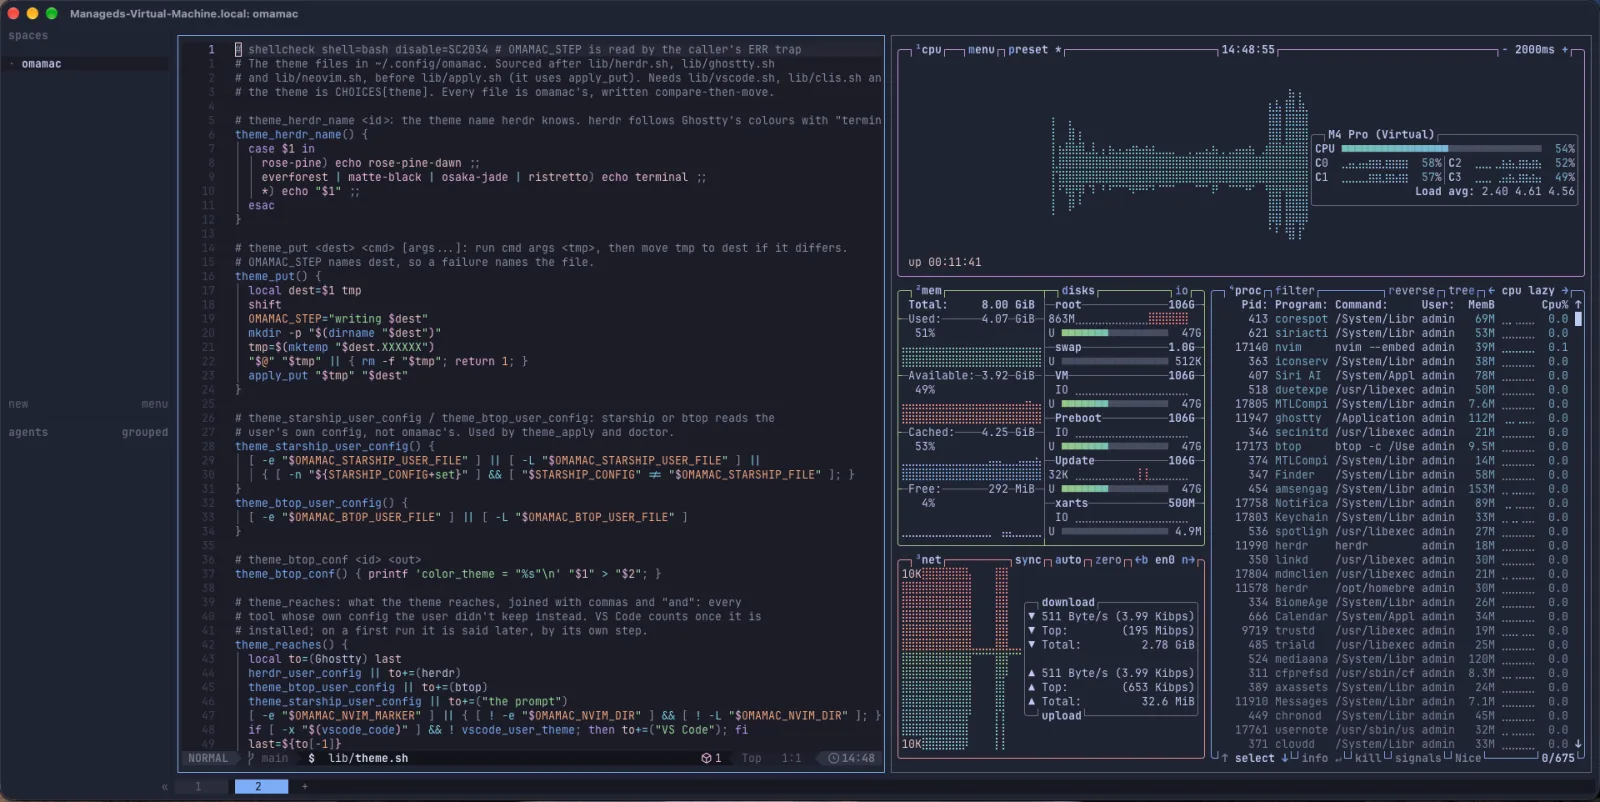 Manageds-Virtual-Machine.local: omamac
spaces
omamac
new menu
agents grouped
1 # shellcheck shell=bash disable=SC2034 # OMAMAC_STEP is read by the caller's ERR trap
1 # The theme files in ~/.config/omamac. Sourced after lib/herdr.sh, lib/ghostty.sh
2 # and lib/neovim.sh, before lib/apply.sh (it uses apply_put). Needs lib/vscode.sh, lib/clis.sh an
3 # the theme is CHOICES[theme]. Every file is omamac's, written compare-then-move.
4
5 # theme_herdr_name <id>: the theme name herdr knows. herdr follows Ghostty's colours with "termin
6 theme_herdr_name() {
7 case $1 in
8 rose-pine) echo rose-pine-dawn ;;
9 everforest | matte-black | osaka-jade | ristretto) echo terminal ;;
10 *) echo "$1" ;;
11 esac
12 }
13
14 # theme_put <dest> <cmd> [args...]: run cmd args <tmp>, then move tmp to dest if it differs.
15 # OMAMAC_STEP names dest, so a failure names the file.
16 theme_put() {
17 local dest=$1 tmp
18 shift
19 OMAMAC_STEP="writing $dest"
20 mkdir -p "$(dirname "$dest")"
21 tmp=$(mktemp "$dest.XXXXXX")
22 "$@" "$tmp" || { rm -f "$tmp"; return 1; }
23 apply_put "$tmp" "$dest"
24 }
25
26 # theme_starship_user_config / theme_btop_user_config: starship or btop reads the
27 # user's own config, not omamac's. Used by theme_apply and doctor.
28 theme_starship_user_config() {
29 [ -e "$OMAMAC_STARSHIP_USER_FILE" ] || [ -L "$OMAMAC_STARSHIP_USER_FILE" ] ||
30 { [ -n "${STARSHIP_CONFIG+set}" ] && [ "$STARSHIP_CONFIG" != "$OMAMAC_STARSHIP_FILE" ]; }
31 }
32 theme_btop_user_config() {
33 [ -e "$OMAMAC_BTOP_USER_FILE" ] || [ -L "$OMAMAC_BTOP_USER_FILE" ]
34 }
35
36 # theme_btop_conf <id> <out>
37 theme_btop_conf() { printf 'color_theme = "%s"\n' "$1" > "$2"; }
38
39 # theme_reaches: what the theme reaches, joined with commas and "and": every
40 # tool whose own config the user didn't keep instead. VS Code counts once it is
41 # installed; on a first run it is said later, by its own step.
42 theme_reaches() {
43 local to=(Ghostty) last
44 herdr_user_config || to+=(herdr)
45 theme_btop_user_config || to+=(btop)
46 theme_starship_user_config || to+=("the prompt")
47 [ -e "$OMAMAC_NVIM_MARKER" ] || { [ ! -e "$OMAMAC_NVIM_DIR" ] && [ ! -L "$OMAMAC_NVIM_DIR" ]; }
48 if [ -x "$(vscode_code)" ] && ! vscode_user_theme; then to+=("VS Code"); fi
49 last=${to[-1]}
NORMAL main $ lib/theme.sh 1 Top 1:1 14:48
« 1 2 +
¹cpu menu preset * 14:48:55 - 2000ms +
M4 Pro (Virtual)
CPU 54%
C0 58% C2 52%
C1 57% C3 49%
Load avg: 2.40 4.61 4.56
up 00:11:41
²mem
Total: 8.00 GiB
Used: 4.07 GiB
51%
Available: 3.92 GiB
49%
Cached: 4.25 GiB
53%
Free: 292 MiB
4%
disks io
root 106G
863M
U 47G
swap 1.0G
U 512K
VM 106G
IO
U 47G
Preboot 106G
IO
U 47G
Update 106G
32K
U 47G
xarts 500M
IO
U 4.9M
³net sync auto zero ←b en0 n→
10K
download
▼ 511 Byte/s (3.99 Kibps)
▼ Top: (195 Mibps)
▼ Total: 2.78 GiB
▲ 511 Byte/s (3.99 Kibps)
▲ Top: (653 Kibps)
▲ Total: 32.6 MiB
upload
10K
⁴proc filter reverse tree ← cpu lazy →
Pid: Program: Command: User: MemB Cpu% ↑
413 corespot /System/Libr admin 69M 0.0
621 siriacti /System/Libr admin 53M 0.0
17140 nvim nvim --embed admin 39M 0.1
363 iconserv /System/Libr admin 38M 0.0
407 Siri AI /System/Appl admin 78M 0.0
518 duetexpe /usr/libexec admin 50M 0.0
17805 MTLCompi /System/Libr admin 7.6M 0.0
11947 ghostty /Application admin 112M 0.0
346 secinitd /usr/libexec admin 21M 0.0
17173 btop btop -c /Use admin 9.5M 0.0
374 MTLCompi /System/Libr admin 14M 0.0
347 Finder /System/Libr admin 58M 0.0
454 amsengag /System/Libr admin 153M 0.0
17758 Notifica /System/Libr admin 89M 0.0
17803 Keychain /System/Libr admin 33M 0.0
536 spotligh /usr/libexec admin 27M 0.0
11990 herdr herdr admin 18M 0.0
350 linkd /usr/libexec admin 30M 0.0
17804 mdmclien /usr/libexec admin 21M 0.0
11578 herdr /opt/homebre admin 30M 0.0
334 BiomeAge /System/Libr admin 26M 0.0
666 Calendar /System/Appl admin 34M 0.0
9719 trustd /usr/libexec admin 19M 0.0
485 triald /usr/libexec admin 25M 0.0
524 mediaana /System/Libr admin 120M 0.0
311 cfprefsd /usr/sbin/cf admin 8.3M 0.0
389 axassets /System/Libr admin 24M 0.0
11910 Messages /System/Libr admin 7.1M 0.0
449 chronod /System/Libr admin 45M 0.0
17761 usernote /usr/sbin/us admin 32M 0.0
371 cloudd /System/Libr admin 33M 0.0 ↓
↑ select ↓ info ↵ kill signals Nice 0/675